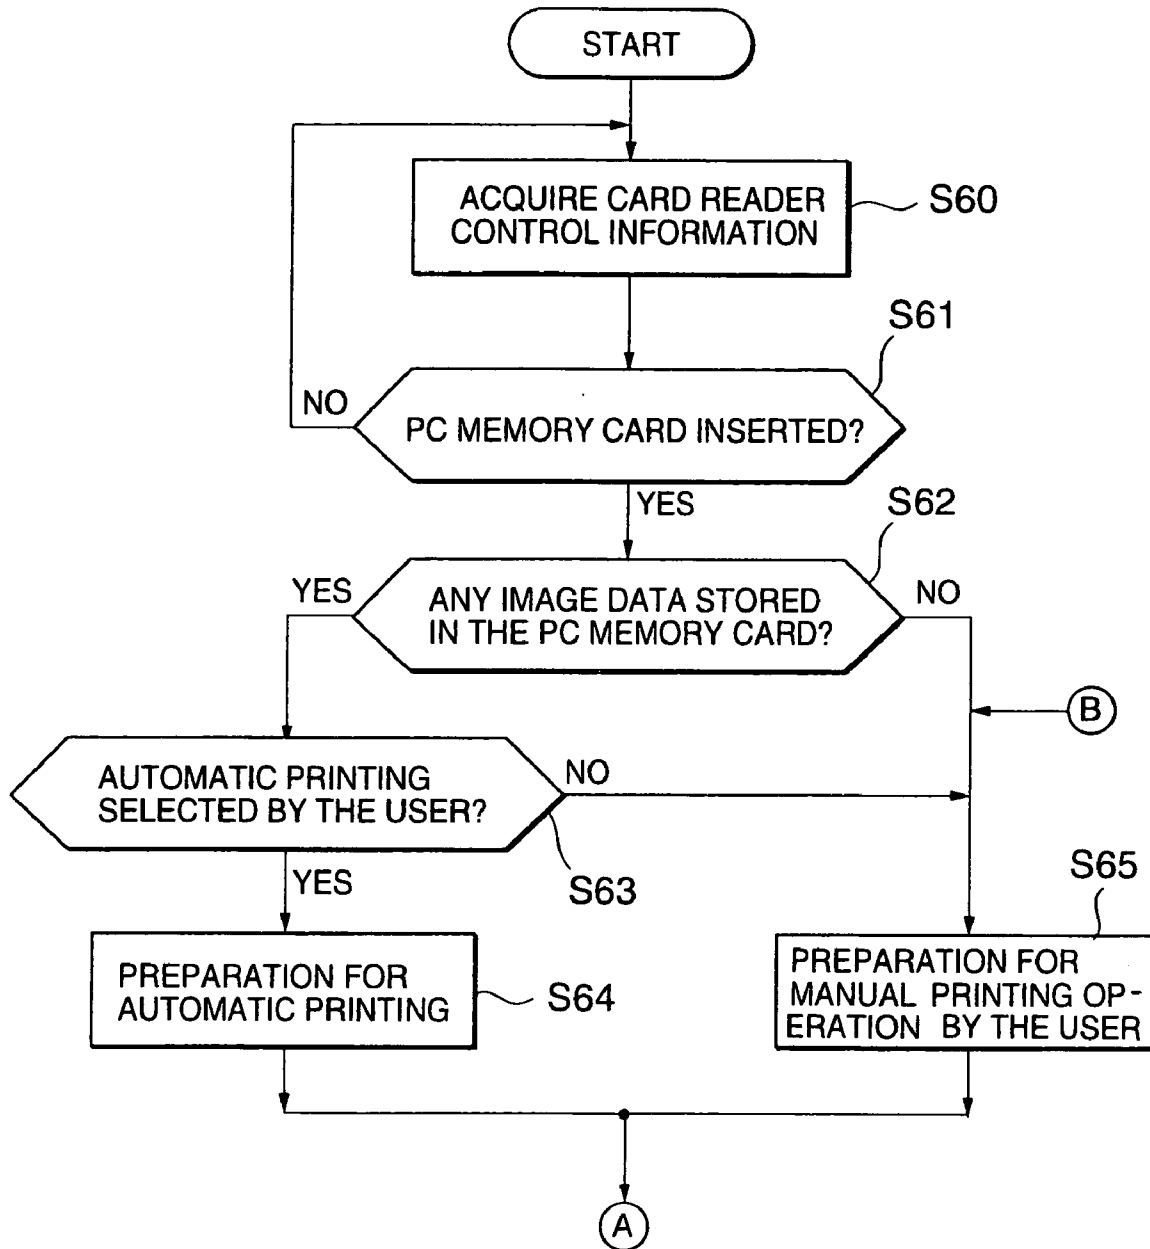 START
ACQUIRE CARD READER
CONTROL INFORMATION
S60
S61
NO
PC MEMORY CARD INSERTED?
YES
S62
YES
ANY IMAGE DATA STORED
IN THE PC MEMORY CARD?
NO
B
AUTOMATIC PRINTING
SELECTED BY THE USER?
NO
S63
YES
S65
PREPARATION FOR
AUTOMATIC PRINTING
S64
PREPARATION FOR
MANUAL PRINTING OP-
ERATION BY THE USER
A